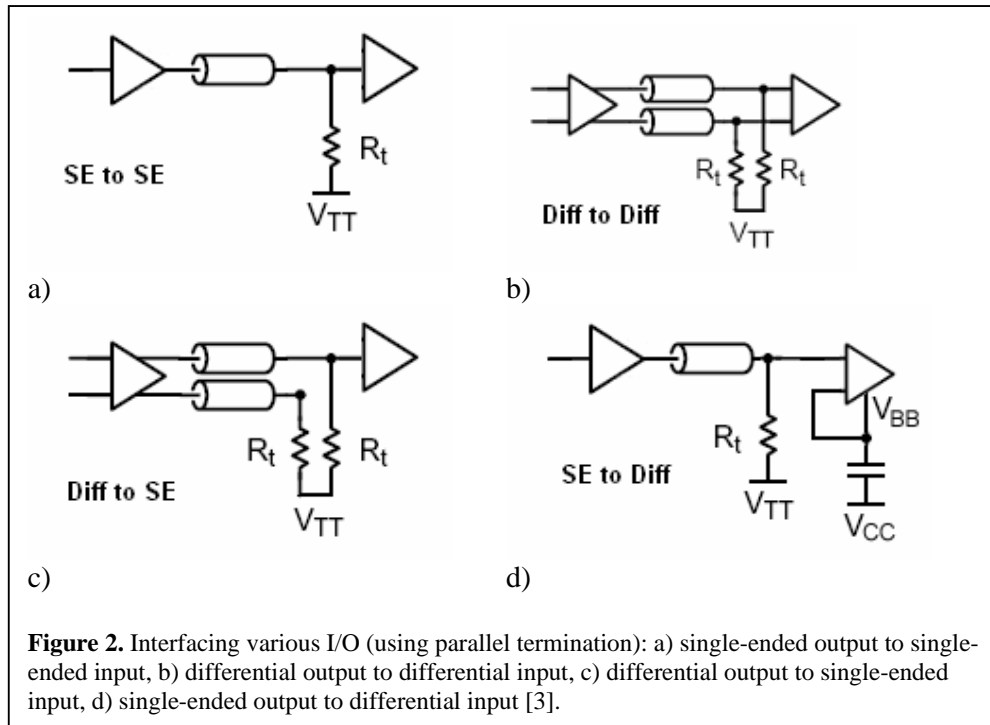 R_t
SE to SE
V_TT
a)
R_t R_t
Diff to Diff
V_TT
b)
R_t R_t
Diff to SE
V_TT
c)
V_BB
R_t
SE to Diff
V_TT
V_CC
d)
Figure 2. Interfacing various I/O (using parallel termination): a) single-ended output to single-
ended input, b) differential output to differential input, c) differential output to single-ended
input, d) single-ended output to differential input [3].